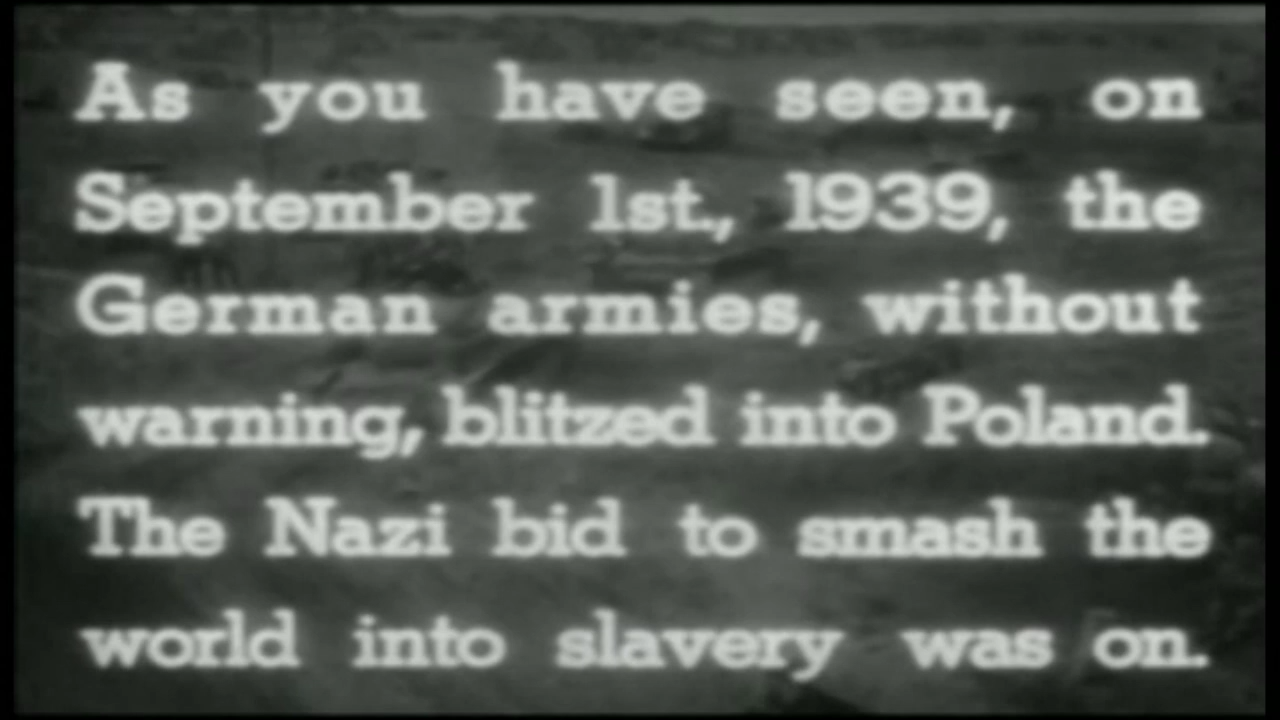 As you have seen, on
September 1st., 1939, the
German armies, without
warning, blitzed into Poland.
The Nazi bid to smash the
world into slavery was on.